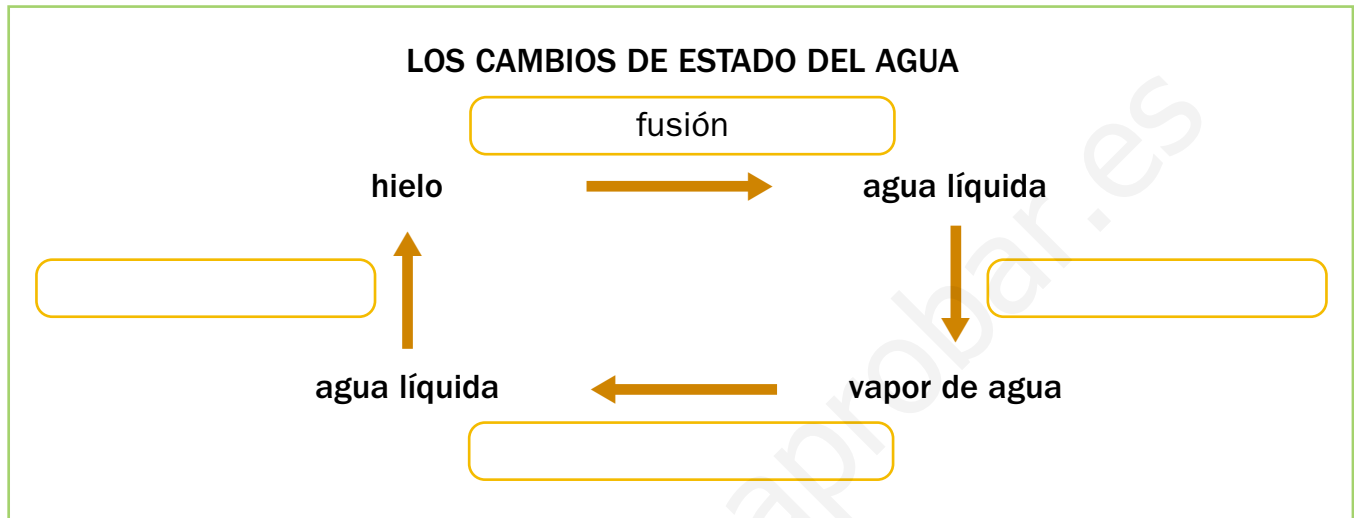 LOS CAMBIOS DE ESTADO DEL AGUA
fusión
hielo
agua líquida
agua líquida
vapor de agua
aprobar.es